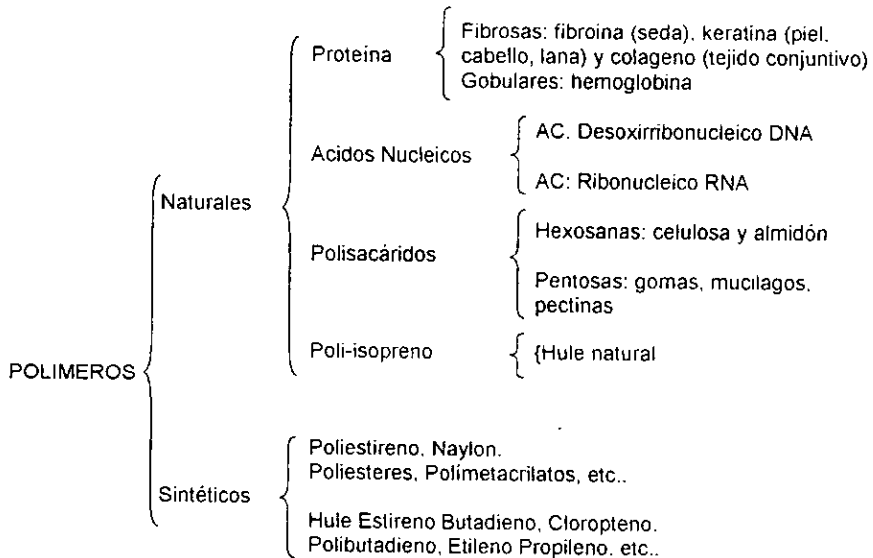 POLIMEROS
Naturales
Proteina
Fibrosas: fibroina (seda). keratina (piel.
cabello, lana) y colageno (tejido conjuntivo)
Gobulares: hemoglobina
Acidos Nucleicos
AC. Desoxirribonucleico DNA
AC: Ribonucleico RNA
Polisacáridos
Hexosanas: celulosa y almidón
Pentosas: gomas, mucilagos,
pectinas
Poli-isopreno
{Hule natural
Sintéticos
Poliestireno, Naylon.
Poliesteres, Polímetacrilatos, etc..
Hule Estireno Butadieno, Cloropteno.
Polibutadieno, Etileno Propileno. etc..